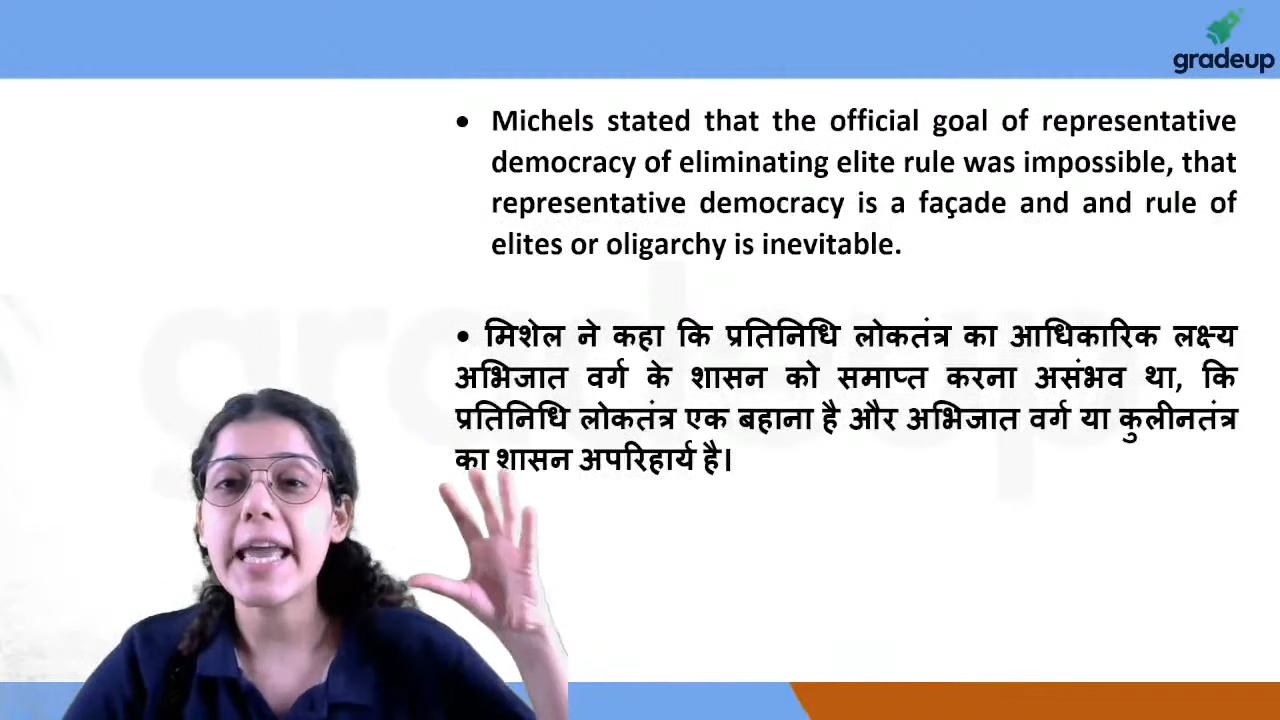 gradeup
• Michels stated that the official goal of representative
democracy of eliminating elite rule was impossible, that
representative democracy is a façade and and rule of
elites or oligarchy is inevitable.
• मिशेल ने कहा कि प्रतिनिधि लोकतंत्र का आधिकारिक लक्ष्य
अभिजात वर्ग के शासन को समाप्त करना असंभव था, कि
प्रतिनिधि लोकतंत्र एक बहाना है और अभिजात वर्ग या कुलीनतंत्र
का शासन अपरिहार्य है।